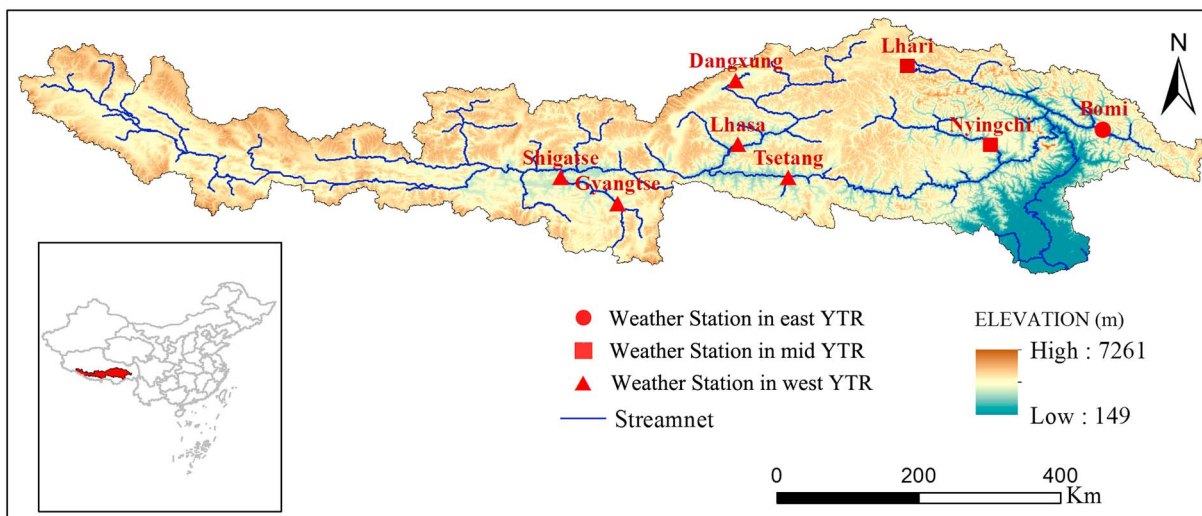 N
Lhari
Dangxung
Bomi
Lhasa
Nyingchi
Shigatse
Tsetang
Gyangtse
Weather Station in east YTR
Weather Station in mid YTR
Weather Station in west YTR
Streamnet
ELEVATION (m)
High : 7261
Low : 149
0 200 400
Km